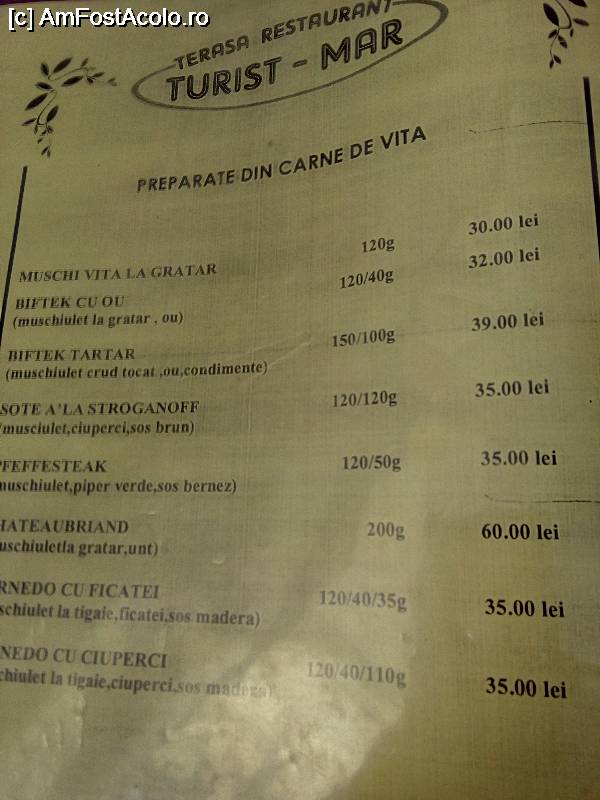 [c] AmFostAcolo.ro
TERASA RESTAURANT
TURIST - MAR
PREPARATE DIN CARNE DE VITA
MUSCHI VITA LA GRATAR 120g 30.00 lei
BIFTEK CU OU 120/40g 32.00 lei
(muschiulet la gratar , ou)
BIFTEK TARTAR 150/100g 39.00 lei
(muschiulet crud tocat ,ou,condimente)
SOTE A'LA STROGANOFF 120/120g 35.00 lei
(musciulet,ciuperci,sos brun)
PFEFFESTEAK 120/50g 35.00 lei
muschiulet,piper verde,sos bernez)
HATEAUBRIAND 200g 60.00 lei
uschiuletla gratar,unt)
RNEDO CU FICATEI 120/40/35g 35.00 lei
schiulet la tigaie,ficatei,sos madera)
NEDO CU CIUPERCI 120/40/110g 35.00 lei
chiulet la tigaie,ciuperci,sos madera)